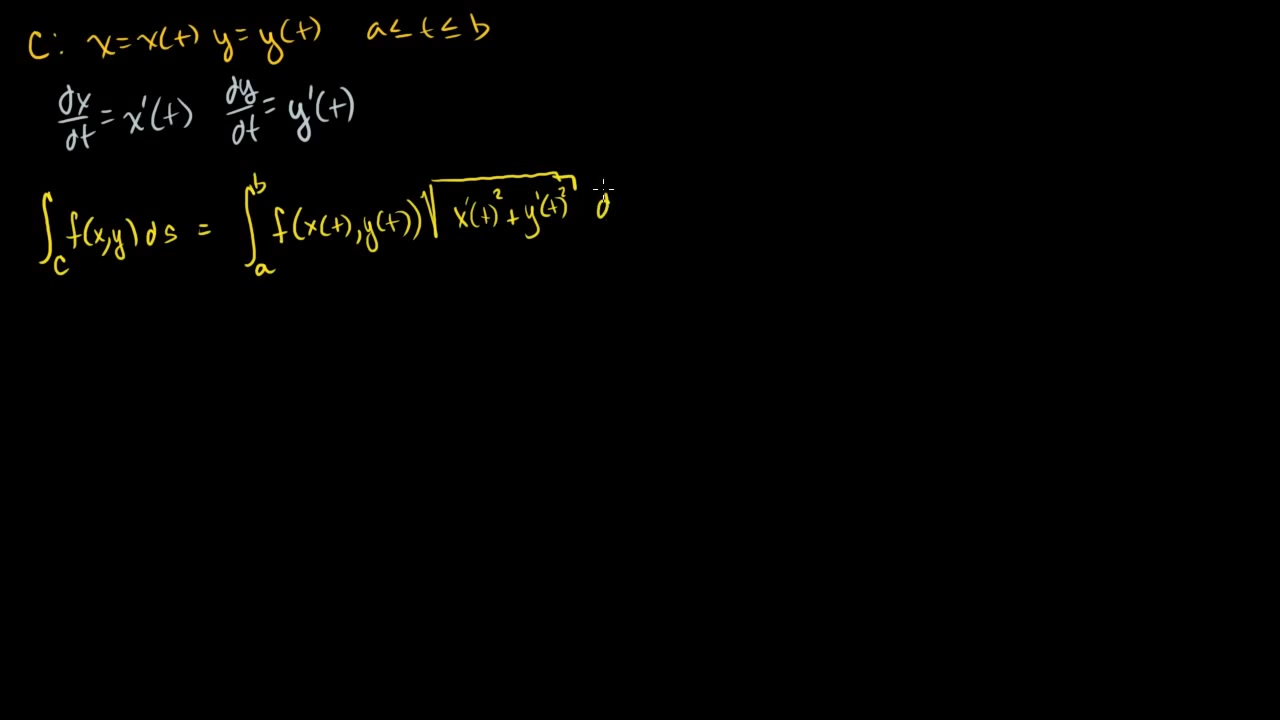 C: x = x(t) y = y(t) a ≤ t ≤ b
dx/dt = x'(t) dy/dt = y'(t)
∫_C f(x,y) ds = ∫_a^b f(x(t), y(t)) √(x'(t)² + y'(t)²) d